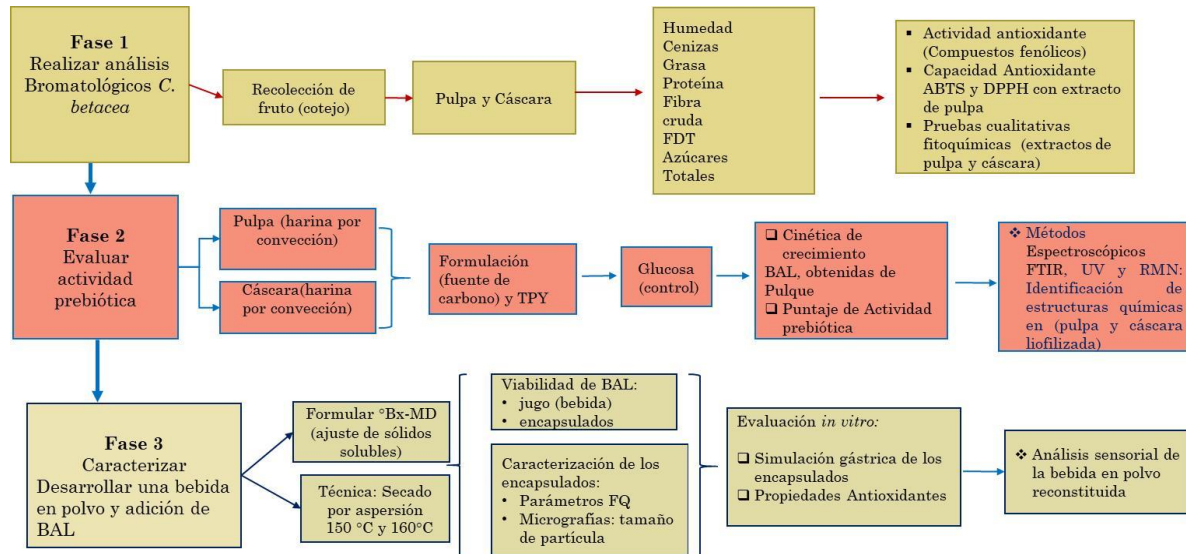 Fase 1
Realizar análisis
Bromatológicos C.
betacea
Recolección de
fruto (cotejo)
Pulpa y Cáscara
Humedad
Cenizas
Grasa
Proteína
Fibra
cruda
FDT
Azúcares
Totales
▪ Actividad antioxidante
(Compuestos fenólicos)
▪ Capacidad Antioxidante
ABTS y DPPH con extracto
de pulpa
▪ Pruebas cualitativas
fitoquímicas (extractos de
pulpa y cáscara)
Fase 2
Evaluar
actividad
prebiótica
Pulpa (harina por
convección)
Cáscara(harina
por convección)
Formulación
(fuente de
carbono) y TPY
Glucosa
(control)
❑ Cinética de
crecimiento
BAL, obtenidas de
Pulque
❑ Puntaje de Actividad
prebiótica
❖ Métodos
Espectroscópicos
FTIR, UV y RMN:
Identificación de
estructuras químicas
en (pulpa y cáscara
liofilizada)
Fase 3
Caracterizar
Desarrollar una bebida
en polvo y adición de
BAL
Formular °Bx-MD
(ajuste de sólidos
solubles)
Técnica: Secado
por aspersión
150 °C y 160°C
Viabilidad de BAL:
• jugo (bebida)
• encapsulados
Caracterización de los
encapsulados:
• Parámetros FQ
• Micrografías: tamaño
de partícula
Evaluación in vitro:
❑ Simulación gástrica de los
encapsulados
❑ Propiedades Antioxidantes
❖ Análisis sensorial de
la bebida en polvo
reconstituida